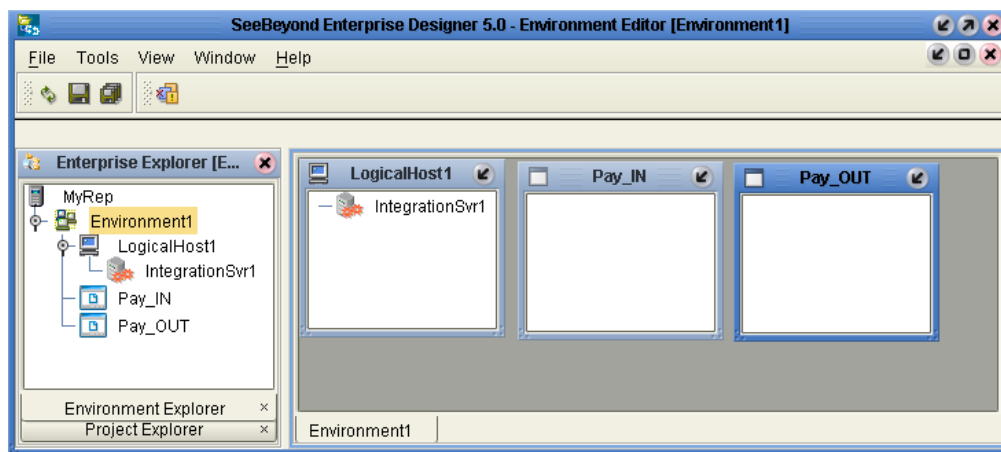 SeeBeyond Enterprise Designer 5.0 - Environment Editor [Environment1]
File Tools View Window Help
Enterprise Explorer [E...
MyRep
Environment1
LogicalHost1
IntegrationSvr1
Pay_IN
Pay_OUT
Environment Explorer
Project Explorer
LogicalHost1
IntegrationSvr1
Pay_IN
Pay_OUT
Environment1